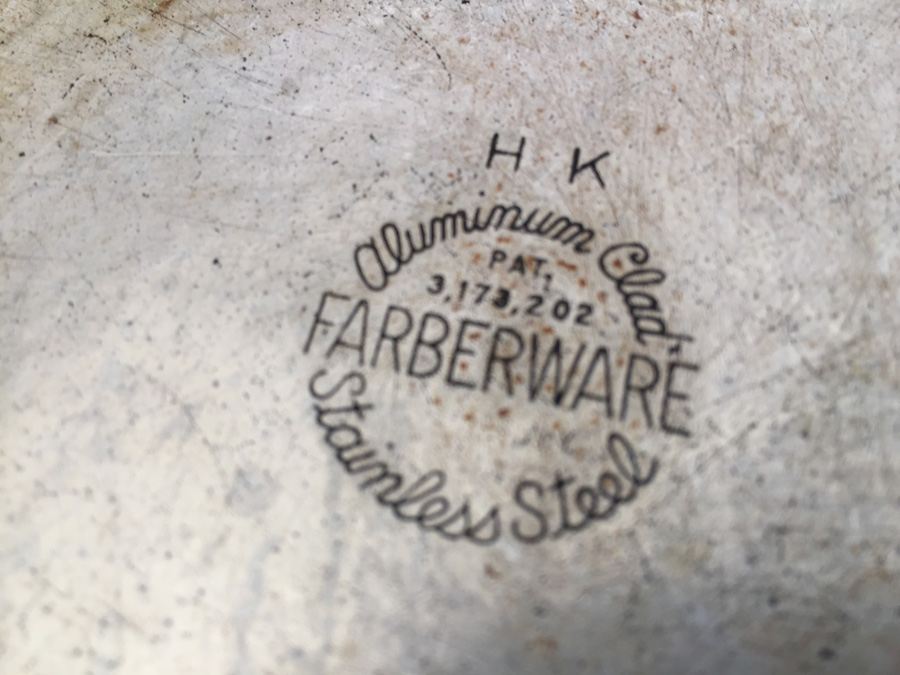 H K
Aluminum Clad
PAT.
3,173,202
FARBERWARE
Stainless Steel